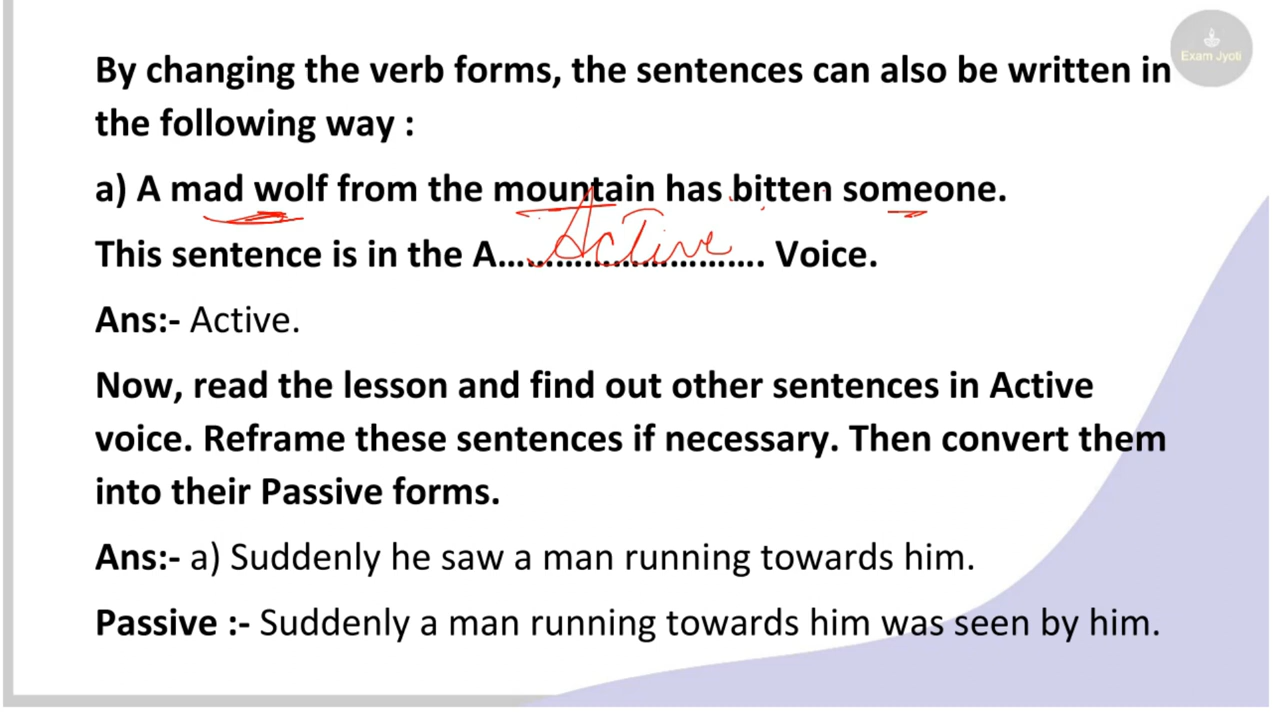 Exam Jyoti
By changing the verb forms, the sentences can also be written in
the following way :
a) A mad wolf from the mountain has bitten someone.
This sentence is in the A.............................. Voice.
Active
Ans:- Active.
Now, read the lesson and find out other sentences in Active
voice. Reframe these sentences if necessary. Then convert them
into their Passive forms.
Ans:- a) Suddenly he saw a man running towards him.
Passive :- Suddenly a man running towards him was seen by him.